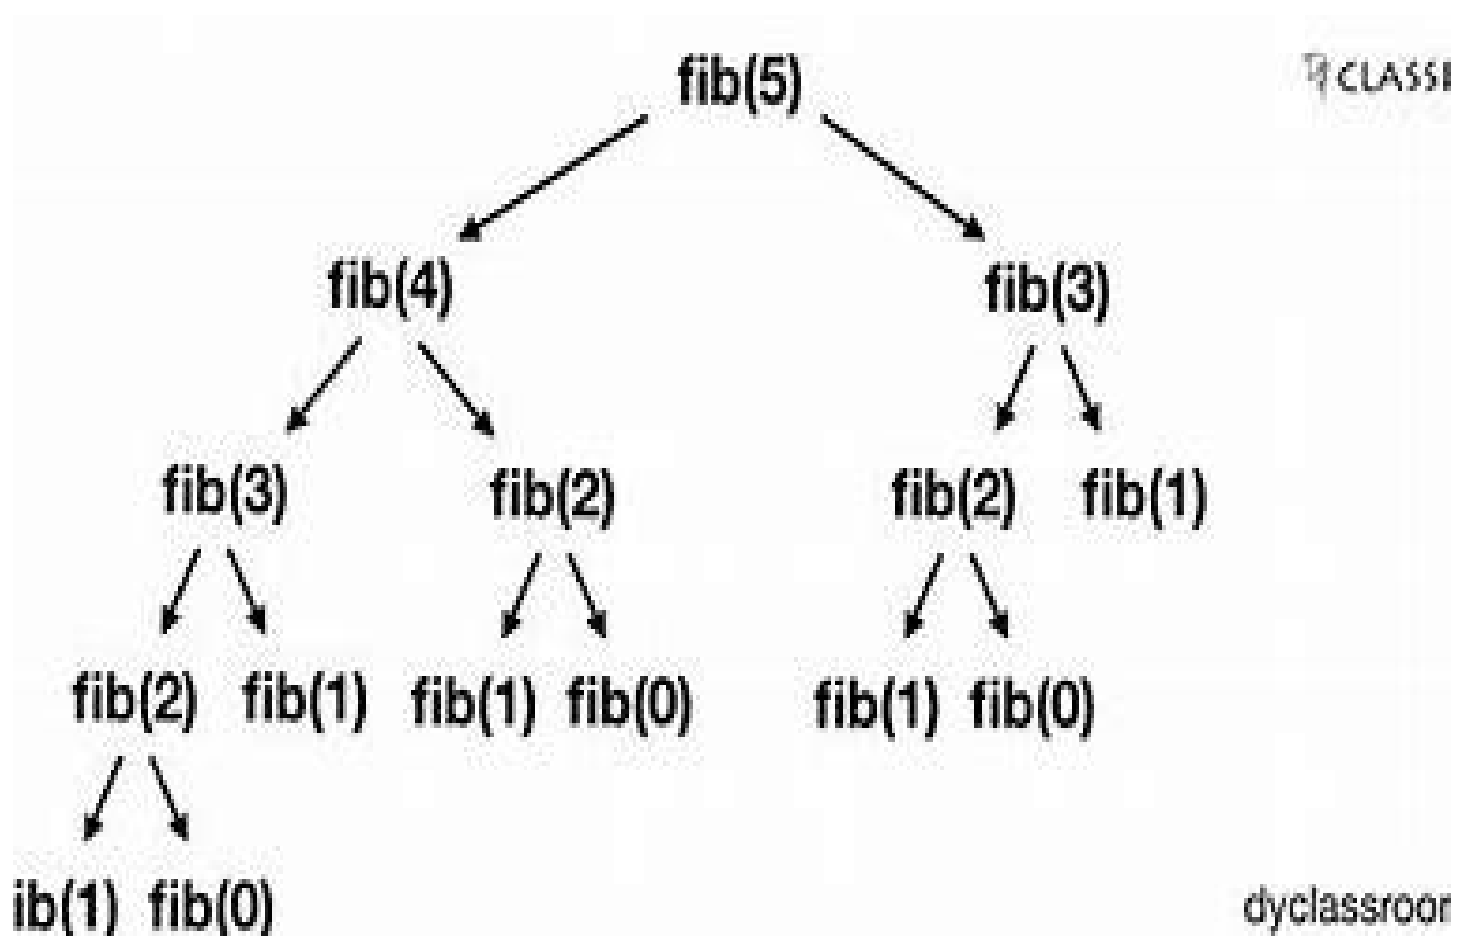 fib(5) CLASSI
fib(4) fib(3)
fib(3) fib(2) fib(2) fib(1)
fib(2) fib(1) fib(1) fib(0) fib(1) fib(0)
ib(1) fib(0) dyclassroor